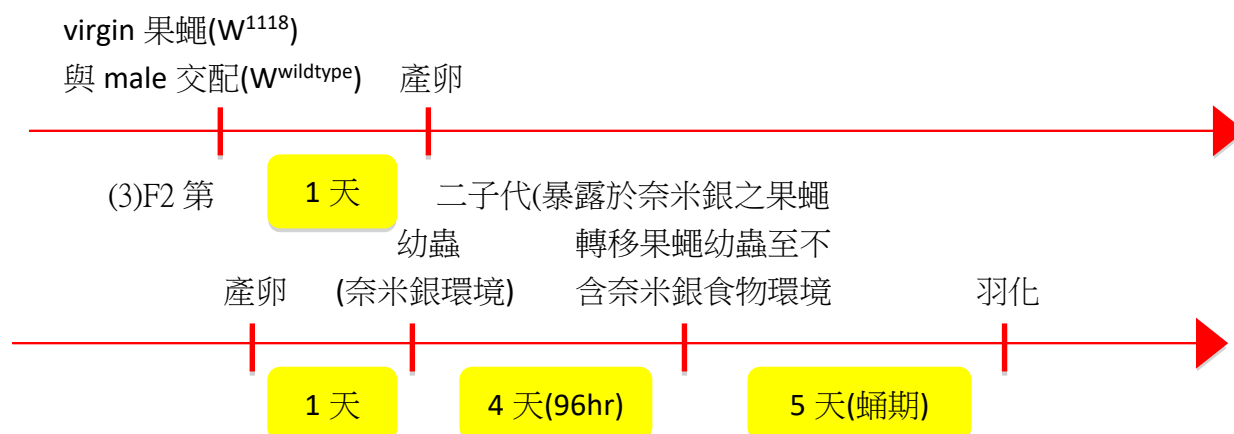 virgin 果蠅(W1118)
與 male 交配(Wwildtype) 產卵
(3)F2 第 1 天 二子代(暴露於奈米銀之果蠅
幼蟲 轉移果蠅幼蟲至不
產卵 (奈米銀環境) 含奈米銀食物環境 羽化
1 天 4 天(96hr) 5 天(蛹期)